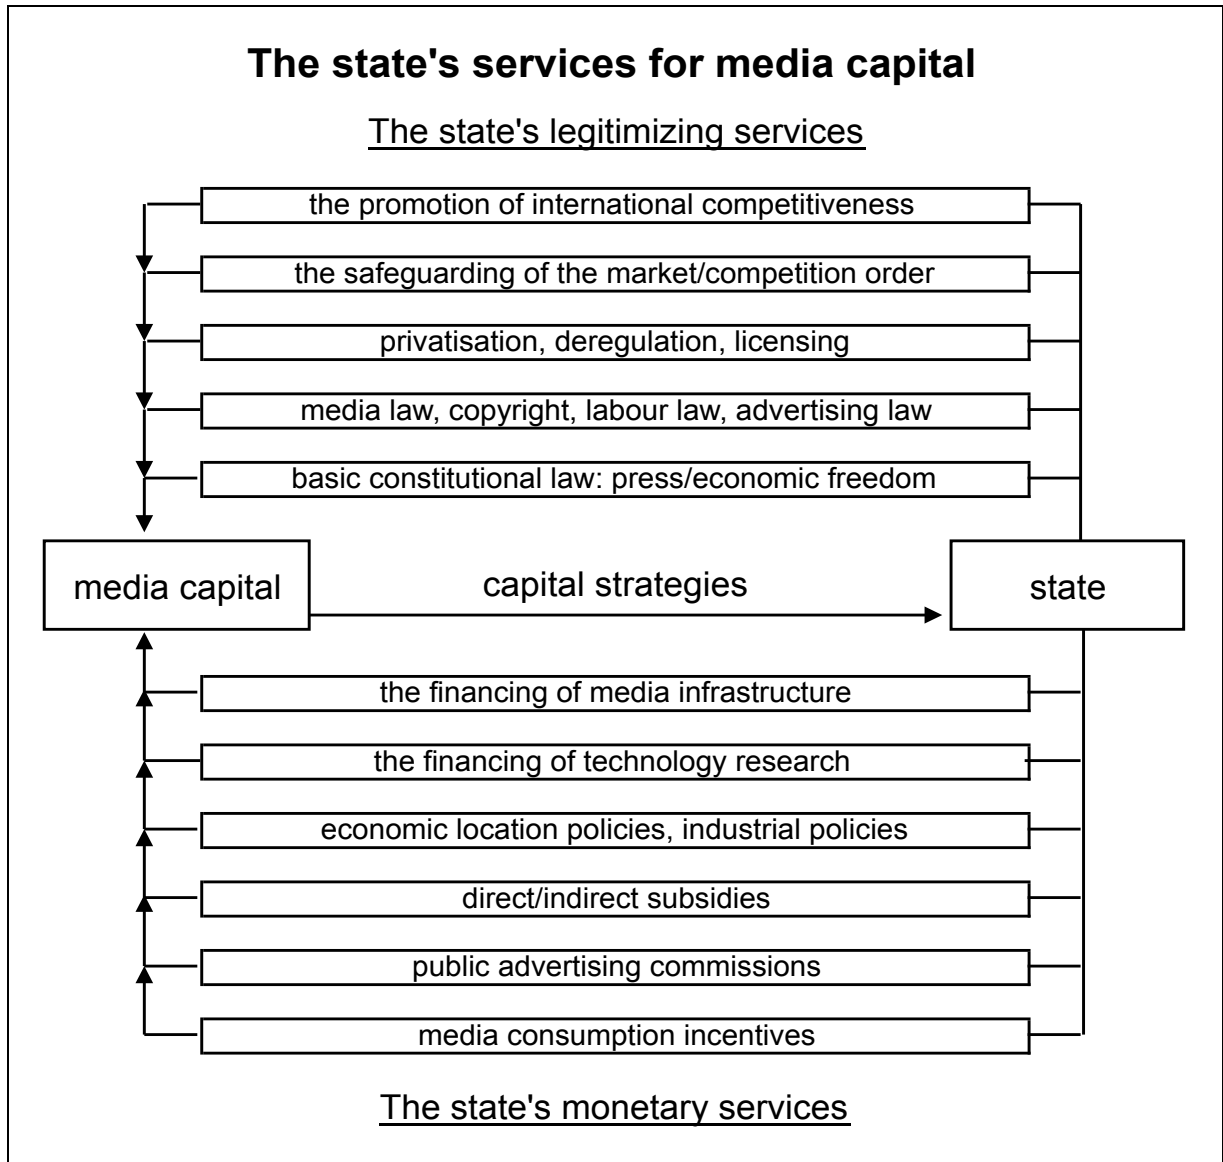 The state's services for media capital
The state's legitimizing services
the promotion of international competitiveness
the safeguarding of the market/competition order
privatisation, deregulation, licensing
media law, copyright, labour law, advertising law
basic constitutional law: press/economic freedom
media capital
capital strategies
state
the financing of media infrastructure
the financing of technology research
economic location policies, industrial policies
direct/indirect subsidies
public advertising commissions
media consumption incentives
The state's monetary services